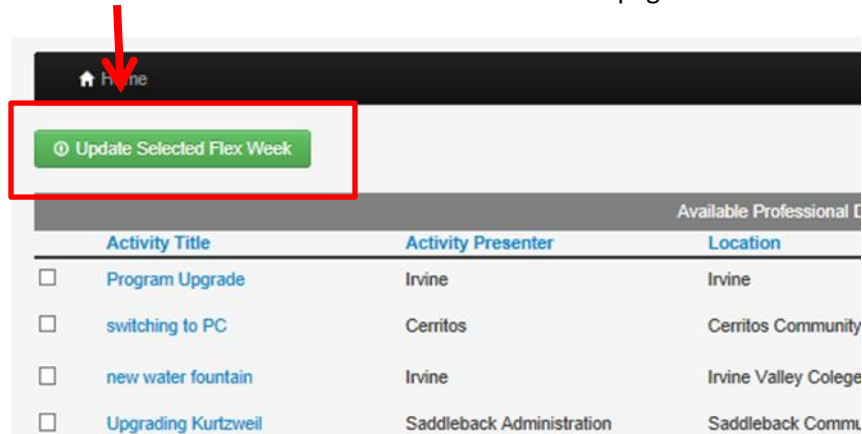 Home
Update Selected Flex Week
Available Professional
Activity Title Activity Presenter Location
Program Upgrade Irvine Irvine
switching to PC Cerritos Cerritos Community
new water fountain Irvine Irvine Valley Colege
Upgrading Kurtzweil Saddleback Administration Saddleback